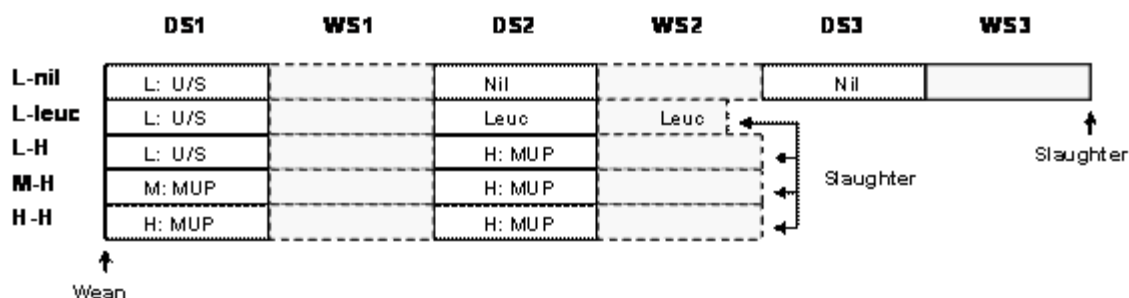 DS1 WS1 DS2 WS2 DS3 WS3
L-nil L: U/S Nil Nil
L-leuc L: U/S Leuc Leuc
L-H L: U/S H: MUP
Slaughter
M-H M: MUP H: MUP
Slaughter
H-H H: MUP H: MUP
Wean